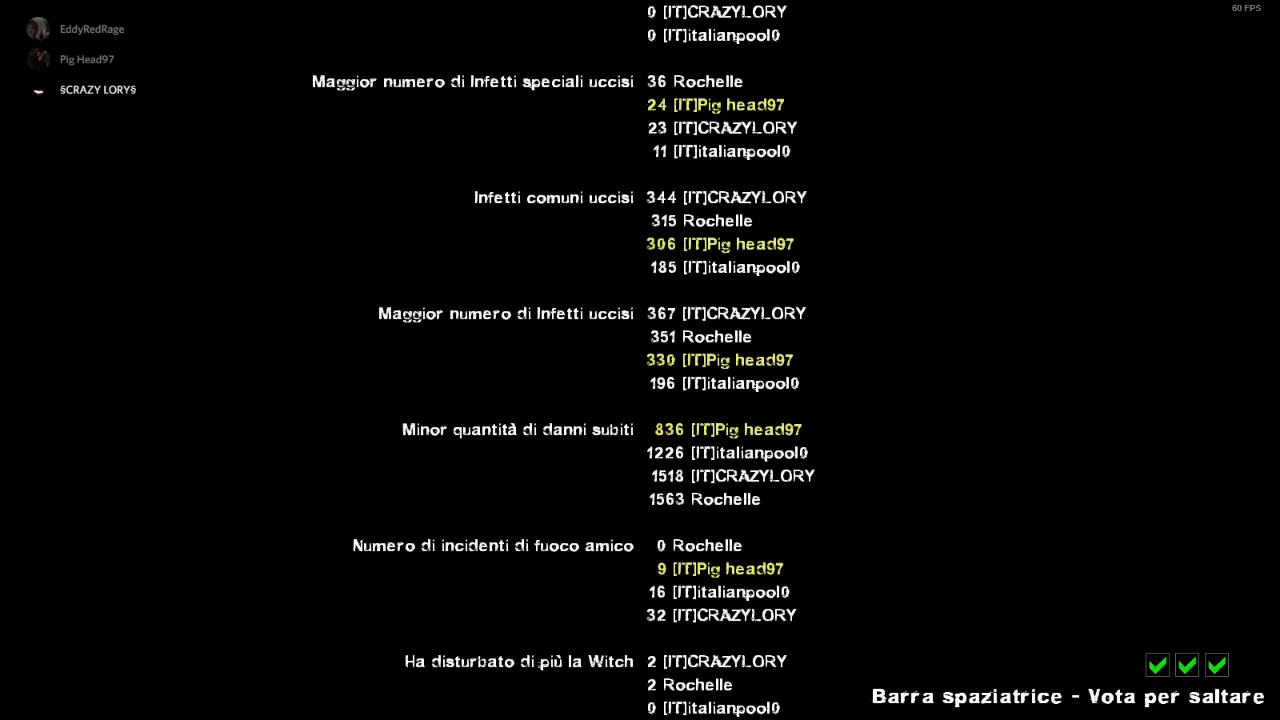 60 FPS
EddyRedRage
Pig Head97
§CRAZY LORY§
0 [IT]CRAZYLORY
0 [IT]italianpool0
Maggior numero di Infetti speciali uccisi 36 Rochelle
24 [IT]Pig head97
23 [IT]CRAZYLORY
11 [IT]italianpool0
Infetti comuni uccisi 344 [IT]CRAZYLORY
315 Rochelle
306 [IT]Pig head97
185 [IT]italianpool0
Maggior numero di Infetti uccisi 367 [IT]CRAZYLORY
351 Rochelle
330 [IT]Pig head97
196 [IT]italianpool0
Minor quantità di danni subiti 836 [IT]Pig head97
1226 [IT]italianpool0
1518 [IT]CRAZYLORY
1563 Rochelle
Numero di incidenti di fuoco amico 0 Rochelle
9 [IT]Pig head97
16 [IT]italianpool0
32 [IT]CRAZYLORY
Ha disturbato di più la Witch 2 [IT]CRAZYLORY
2 Rochelle
0 [IT]italianpool0
Barra spaziatrice - Vota per saltare